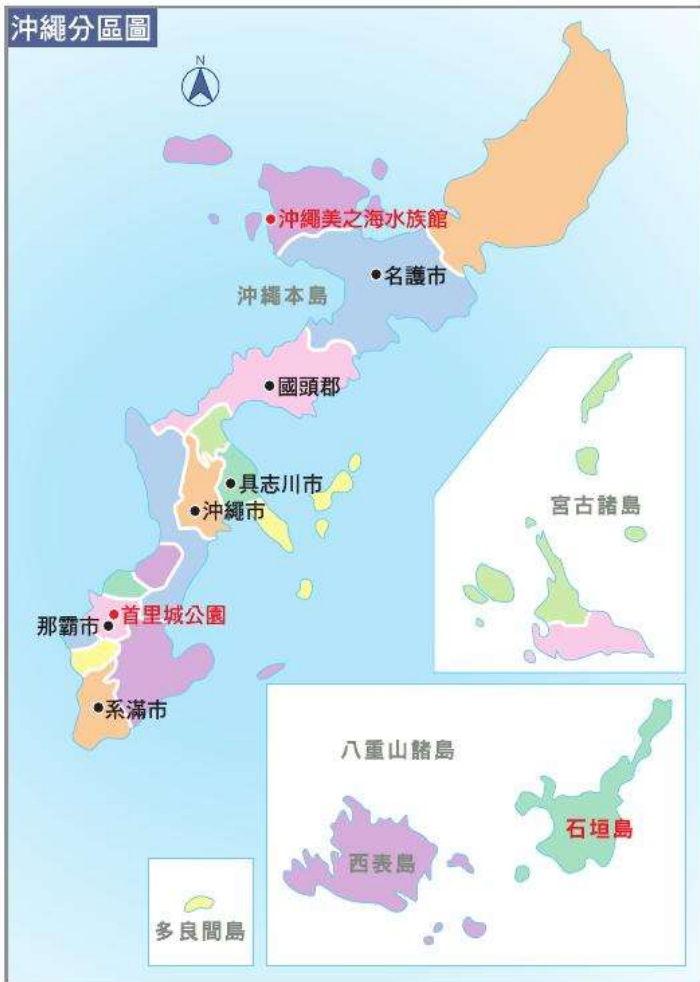 沖繩分區圖
N
沖繩美之海水族館
名護市
沖繩本島
國頭郡
具志川市
沖繩市
宮古諸島
首里城公園
那霸市
系滿市
八重山諸島
石垣島
西表島
多良間島